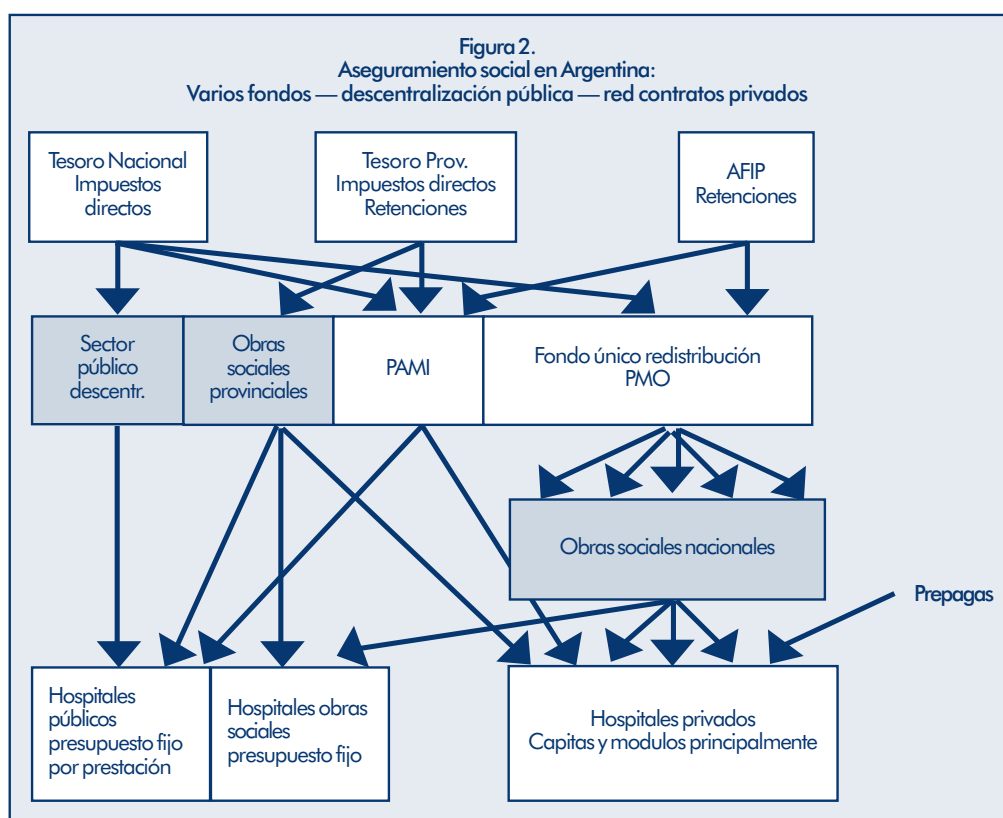 Figura 2.
Aseguramiento social en Argentina:
Varios fondos — descentralización pública — red contratos privados
Tesoro Nacional
Impuestos
directos
Tesoro Prov.
Impuestos directos
Retenciones
AFIP
Retenciones
Sector
público
descentr.
Obras
sociales
provinciales
PAMI
Fondo único redistribución
PMO
Obras sociales nacionales
Prepagas
Hospitales
públicos
presupuesto fijo
por prestación
Hospitales obras
sociales
presupuesto fijo
Hospitales privados
Capitas y modulos principalmente